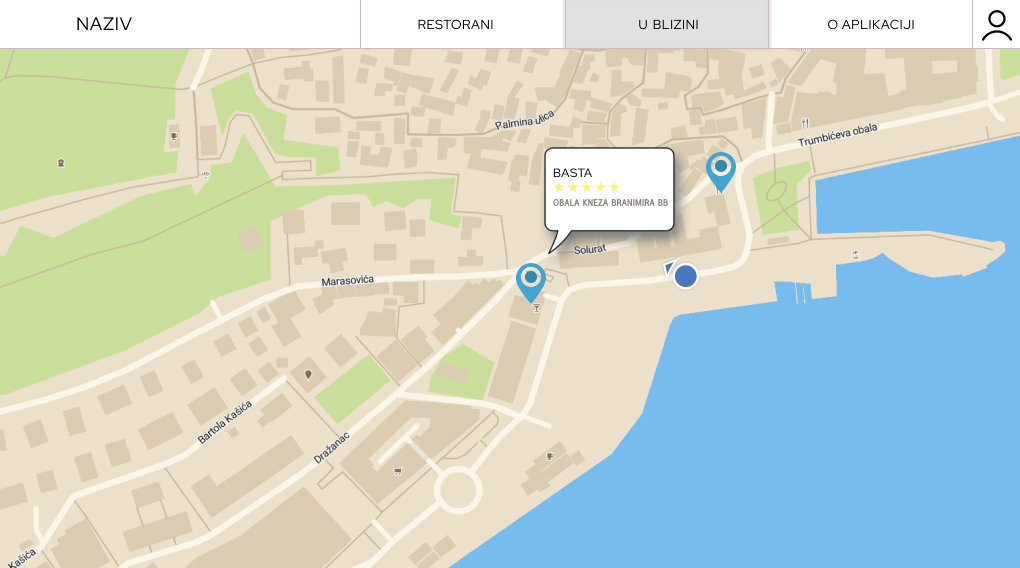 NAZIV
RESTORANI
U BLIZINI
O APLIKACIJI
Palmina ulica
Trumbićeva obala
BASTA
OBALA KNEZA BRANIMIRA BB
Solurat
Marasovića
Bartola Kašića
Dražanac
Kašića